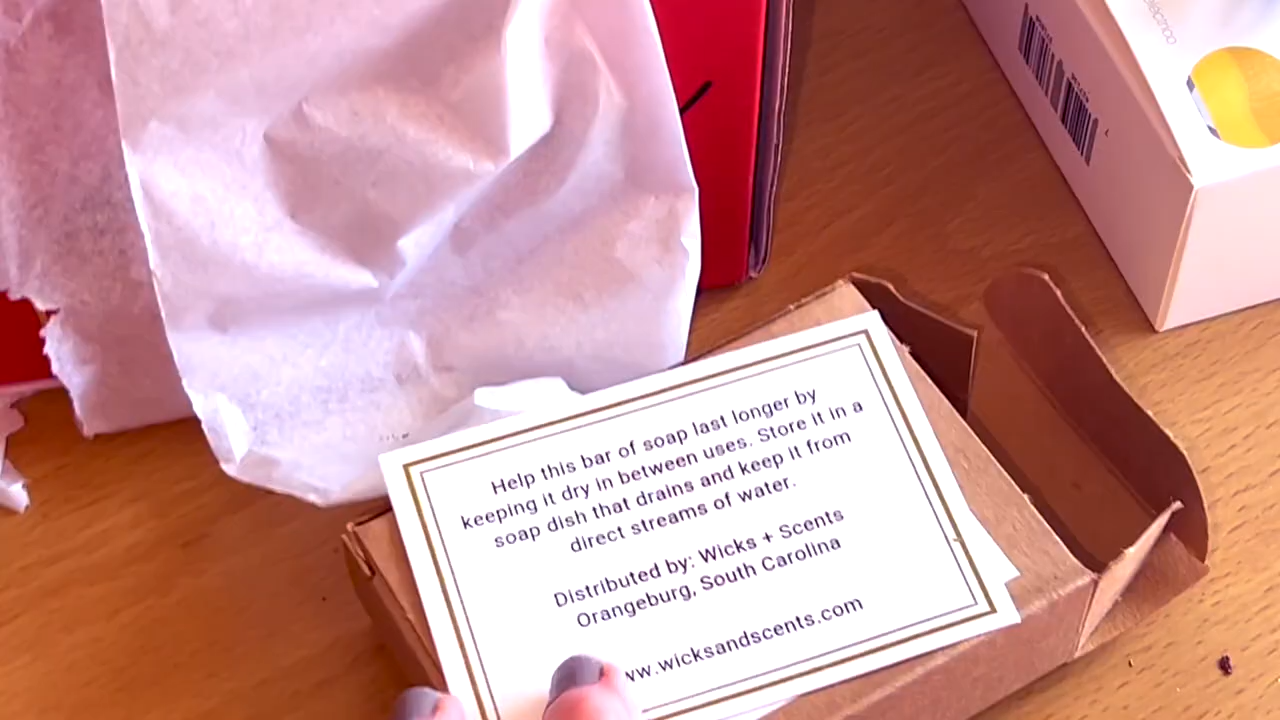 Help this bar of soap last longer by
keeping it dry in between uses. Store it in a
soap dish that drains and keep it from
direct streams of water.
Distributed by: Wicks + Scents
Orangeburg, South Carolina
ww.wicksandscents.com